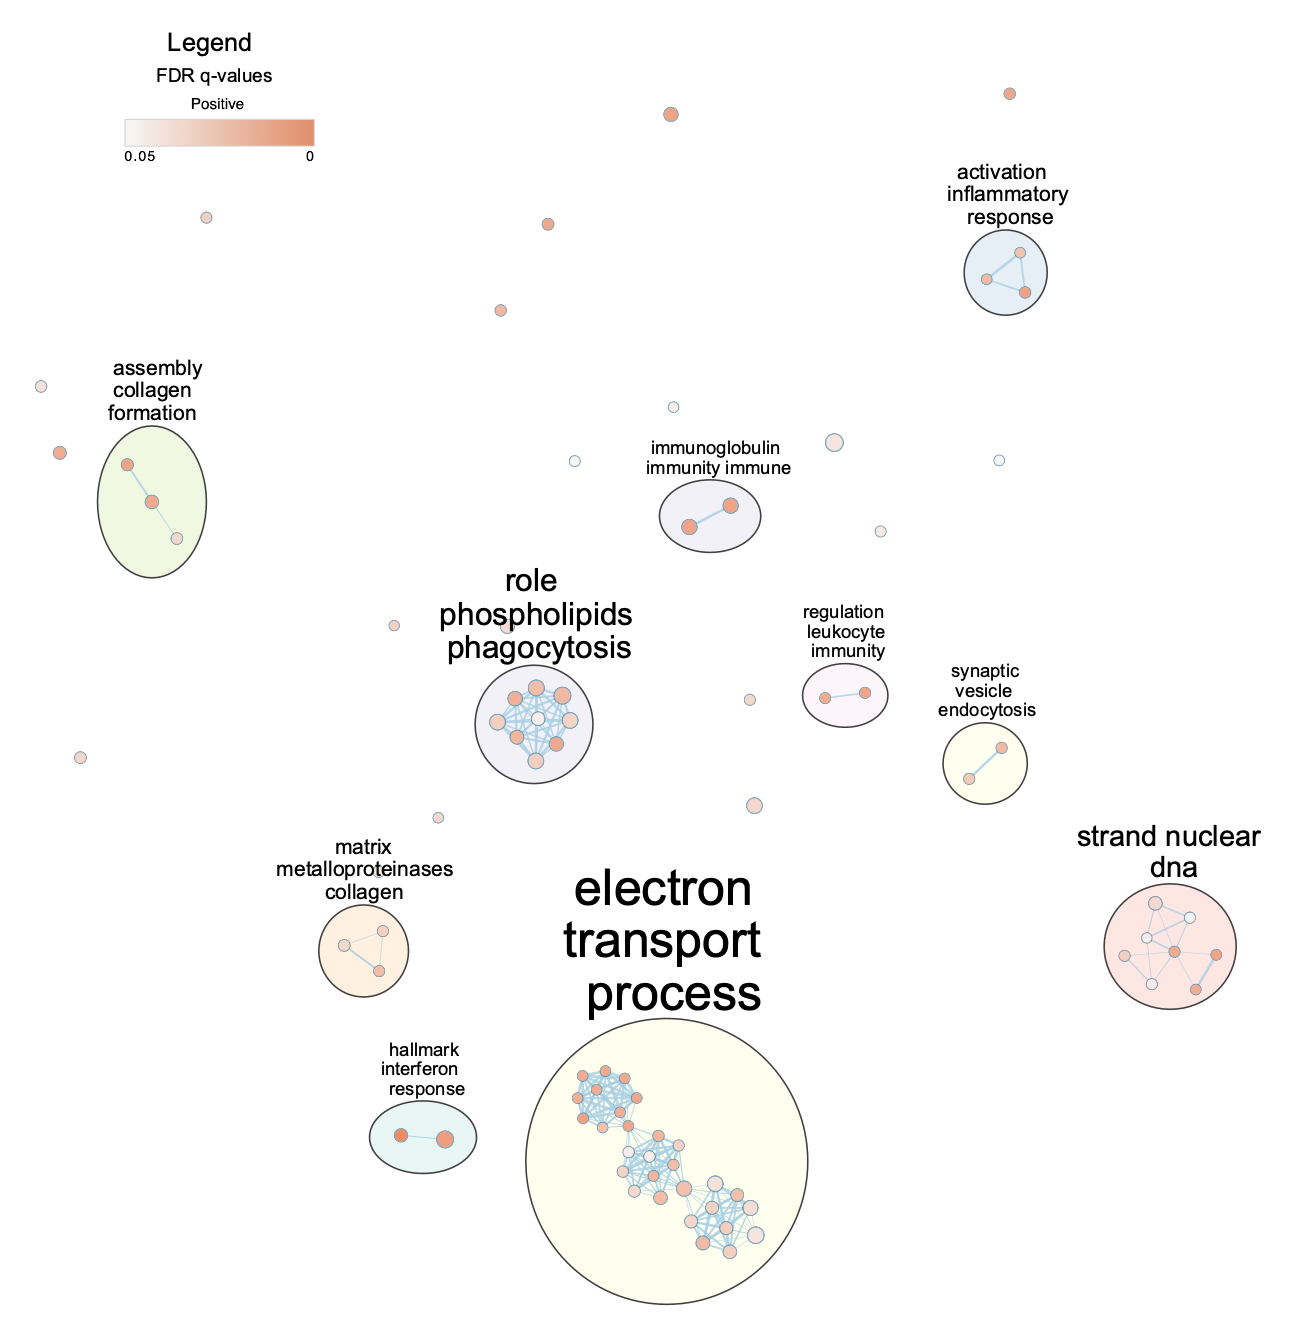 Legend
FDR q-values
Positive
0.05
0
activation
inflammatory
response
assembly
collagen
formation
immunoglobulin
immunity immune
role
phospholipids
phagocytosis
regulation
leukocyte
immunity
synaptic
vesicle
endocytosis
strand nuclear
dna
matrix
metalloproteinases
collagen
electron
transport
process
hallmark
interferon
response